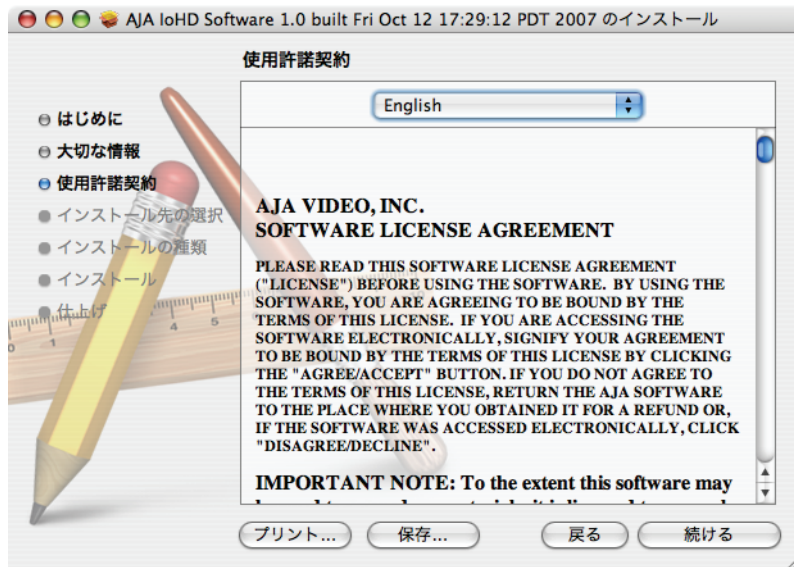 AJA IoHD Software 1.0 built Fri Oct 12 17:29:12 PDT 2007 のインストール
使用許諾契約
はじめに
大切な情報
使用許諾契約
インストール先の選択
インストールの種類
インストール
仕上げ
English
AJA VIDEO, INC.
SOFTWARE LICENSE AGREEMENT
PLEASE READ THIS SOFTWARE LICENSE AGREEMENT
("LICENSE") BEFORE USING THE SOFTWARE. BY USING THE
SOFTWARE, YOU ARE AGREEING TO BE BOUND BY THE
TERMS OF THIS LICENSE. IF YOU ARE ACCESSING THE
SOFTWARE ELECTRONICALLY, SIGNIFY YOUR AGREEMENT
TO BE BOUND BY THE TERMS OF THIS LICENSE BY CLICKING
THE "AGREE/ACCEPT" BUTTON. IF YOU DO NOT AGREE TO
THE TERMS OF THIS LICENSE, RETURN THE AJA SOFTWARE
TO THE PLACE WHERE YOU OBTAINED IT FOR A REFUND OR,
IF THE SOFTWARE WAS ACCESSED ELECTRONICALLY, CLICK
"DISAGREE/DECLINE".
IMPORTANT NOTE: To the extent this software may
プリント...
保存...
戻る
続ける
0 1 4 5